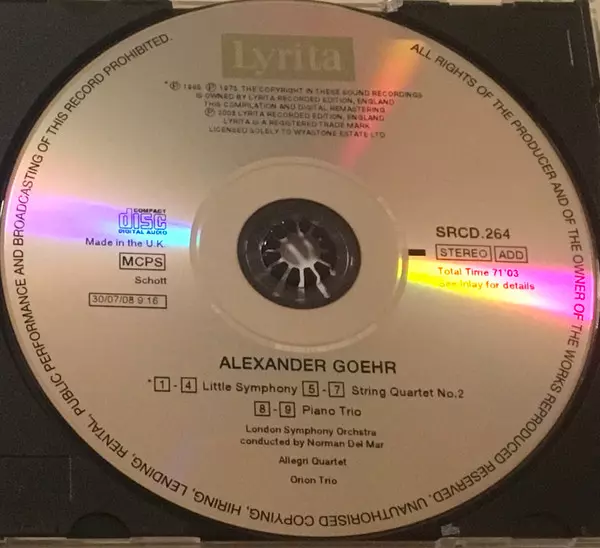 Lyrita
ALL RIGHTS OF THE PRODUCER AND OF THE OWNER OF THE WORKS REPRODUCED RESERVED. UNAUTHORISED COPYING, HIRING, LENDING, RENTAL, PUBLIC PERFORMANCE AND BROADCASTING OF THIS RECORD PROHIBITED.
THE COPYRIGHT IN THESE SOUND RECORDINGS
IS OWNED BY LYRITA RECORDED EDITION, ENGLAND
THIS COMPILATION AND DIGITAL REMASTERING
LYRITA RECORDED EDITION, ENGLAND
LYRITA IS A REGISTERED TRADE MARK
LICENSED SOLELY TO WYASTONE ESTATE LTD
COMPACT
disc
DIGITAL AUDIO
Made in the U.K.
MCPS
Schott
30/07/08 9 16
SRCD.264
STEREO ADD
Total Time 71'03
See Inlay for details
ALEXANDER GOEHR
*1 - 4 Little Symphony 5 - 7 String Quartet No.2
8 - 9 Piano Trio
London Symphony Orchstra
conducted by Norman Del Mar
Allegri Quartet
Orion Trio